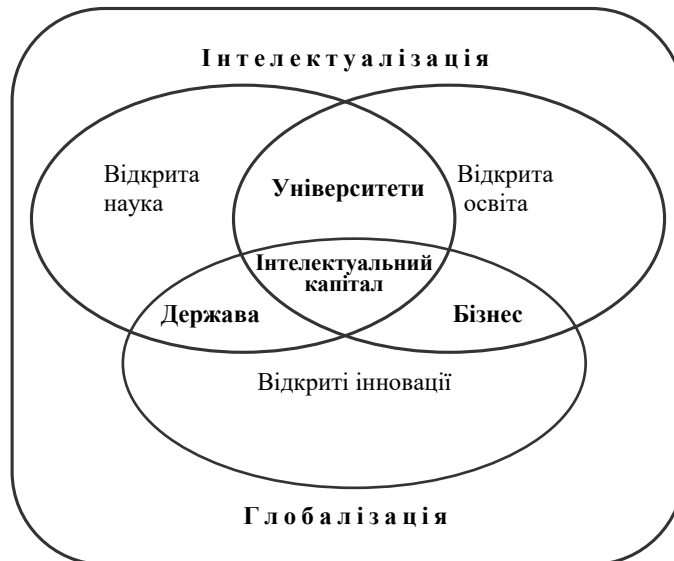 Інтелектуалізація
Відкрита
наука
Університети
Відкрита
освіта
Інтелектуальний
капітал
Держава
Бізнес
Відкриті інновації
Глобалізація